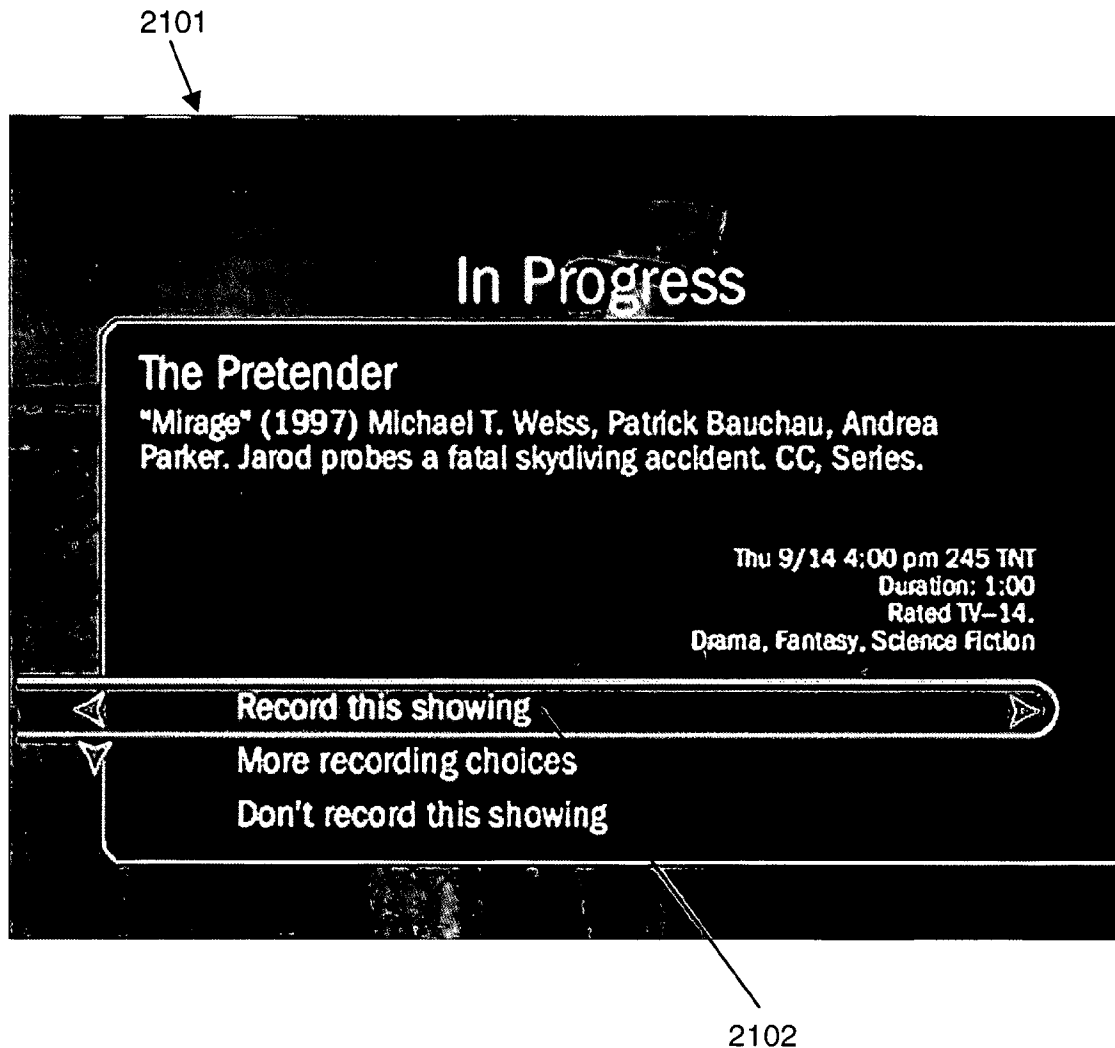 2101
In Progress
The Pretender
"Mirage" (1997) Michael T. Weiss, Patrick Bauchau, Andrea
Parker. Jarod probes a fatal skydiving accident. CC, Series.
Thu 9/14 4:00 pm 245 TNT
Duration: 1:00
Rated TV-14.
Drama, Fantasy, Science Fiction
Record this showing
More recording choices
Don't record this showing
2102